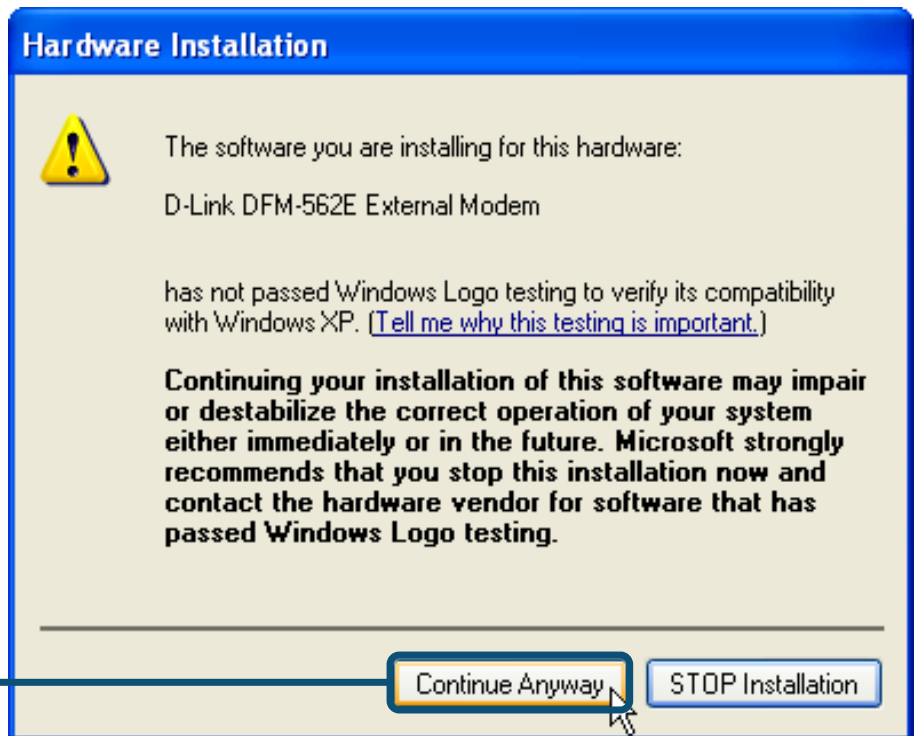 Hardware Installation
The software you are installing for this hardware:
D-Link DFM-562E External Modem
has not passed Windows Logo testing to verify its compatibility
with Windows XP. (Tell me why this testing is important.)
Continuing your installation of this software may impair
or destabilize the correct operation of your system
either immediately or in the future. Microsoft strongly
recommends that you stop this installation now and
contact the hardware vendor for software that has
passed Windows Logo testing.
Continue Anyway
STOP Installation